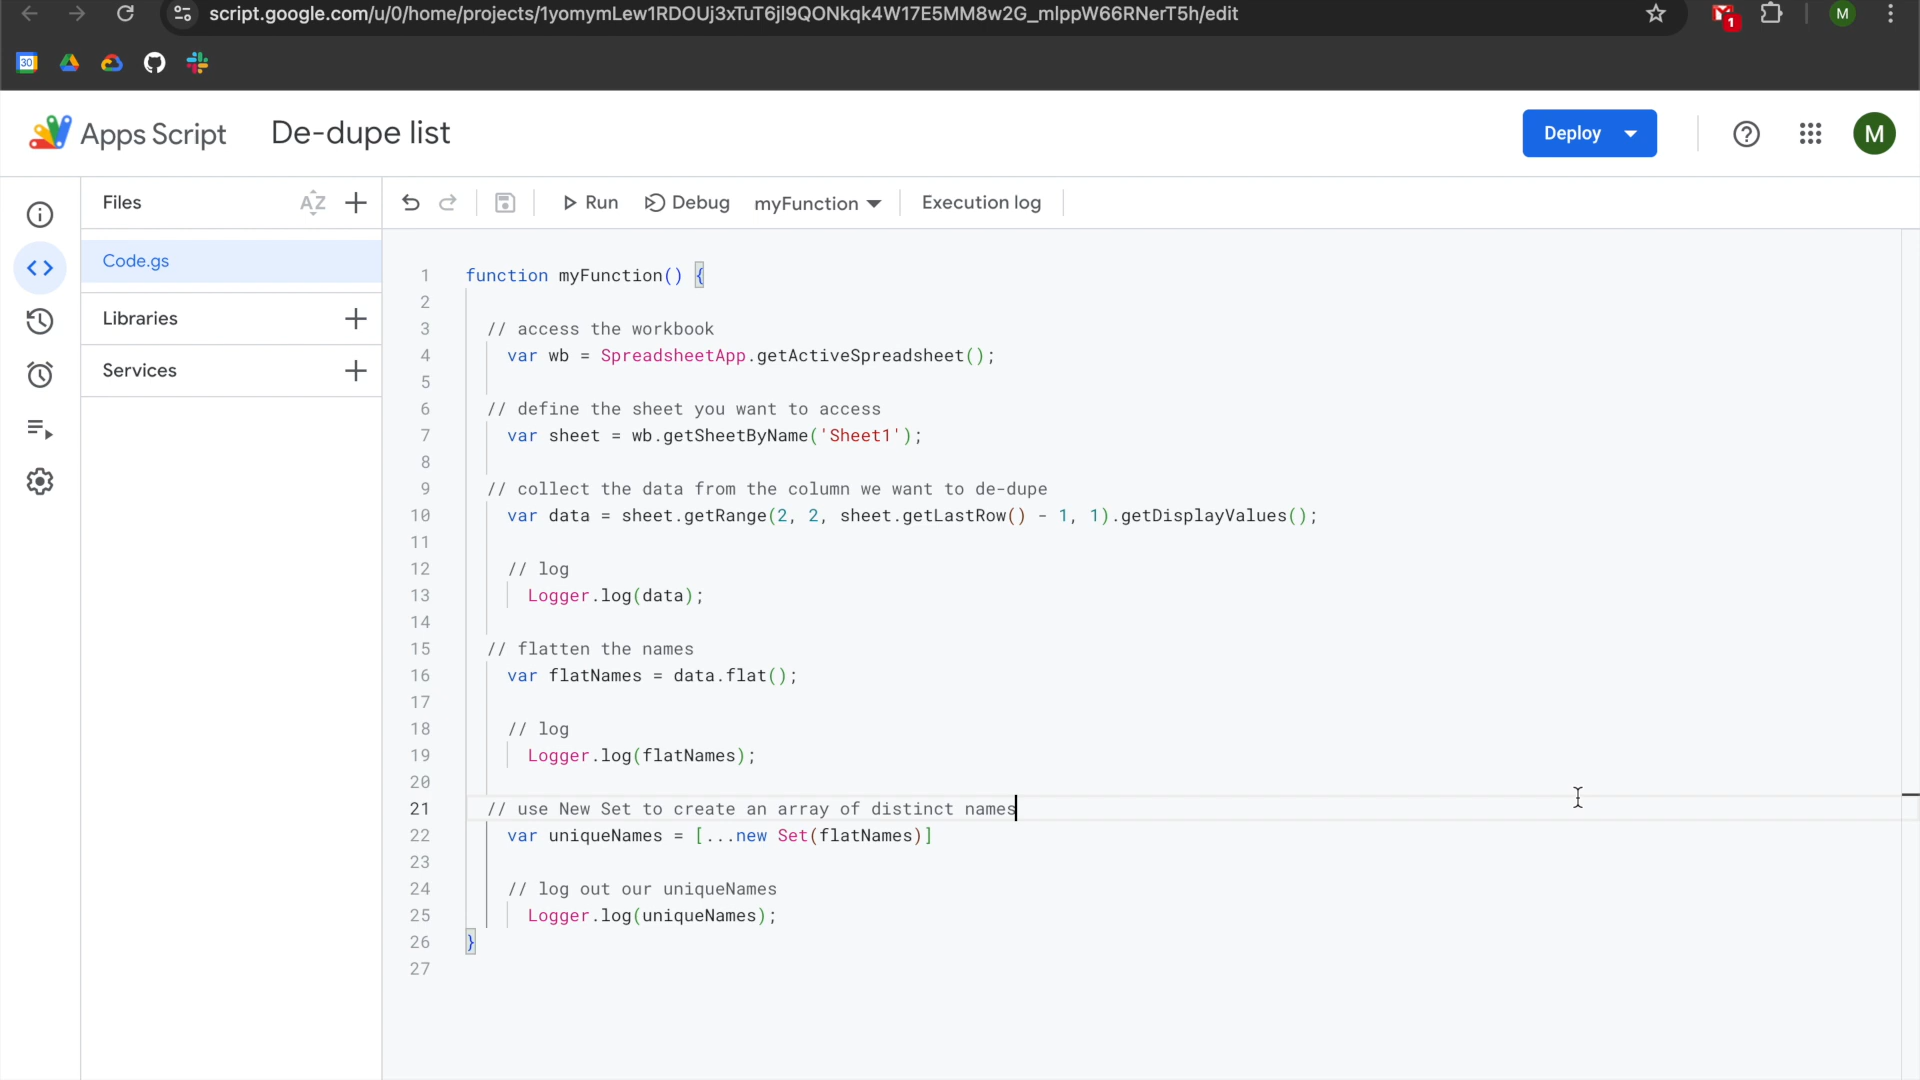 script.google.com/u/0/home/projects/1yomymLew1RDOUj3xTuT6jl9QONkqk4W17E5MM8w2G_mlppW66RNerT5h/edit
1
M
30
Apps Script
De-dupe list
Deploy
M
Files
AZ
Run
Debug
myFunction
Execution log
Code.gs
Libraries
Services
1 function myFunction() {
2
3 // access the workbook
4 var wb = SpreadsheetApp.getActiveSpreadsheet();
5
6 // define the sheet you want to access
7 var sheet = wb.getSheetByName('Sheet1');
8
9 // collect the data from the column we want to de-dupe
10 var data = sheet.getRange(2, 2, sheet.getLastRow() - 1, 1).getDisplayValues();
11
12 // log
13 Logger.log(data);
14
15 // flatten the names
16 var flatNames = data.flat();
17
18 // log
19 Logger.log(flatNames);
20
21 // use New Set to create an array of distinct names
22 var uniqueNames = [...new Set(flatNames)]
23
24 // log out our uniqueNames
25 Logger.log(uniqueNames);
26 }
27